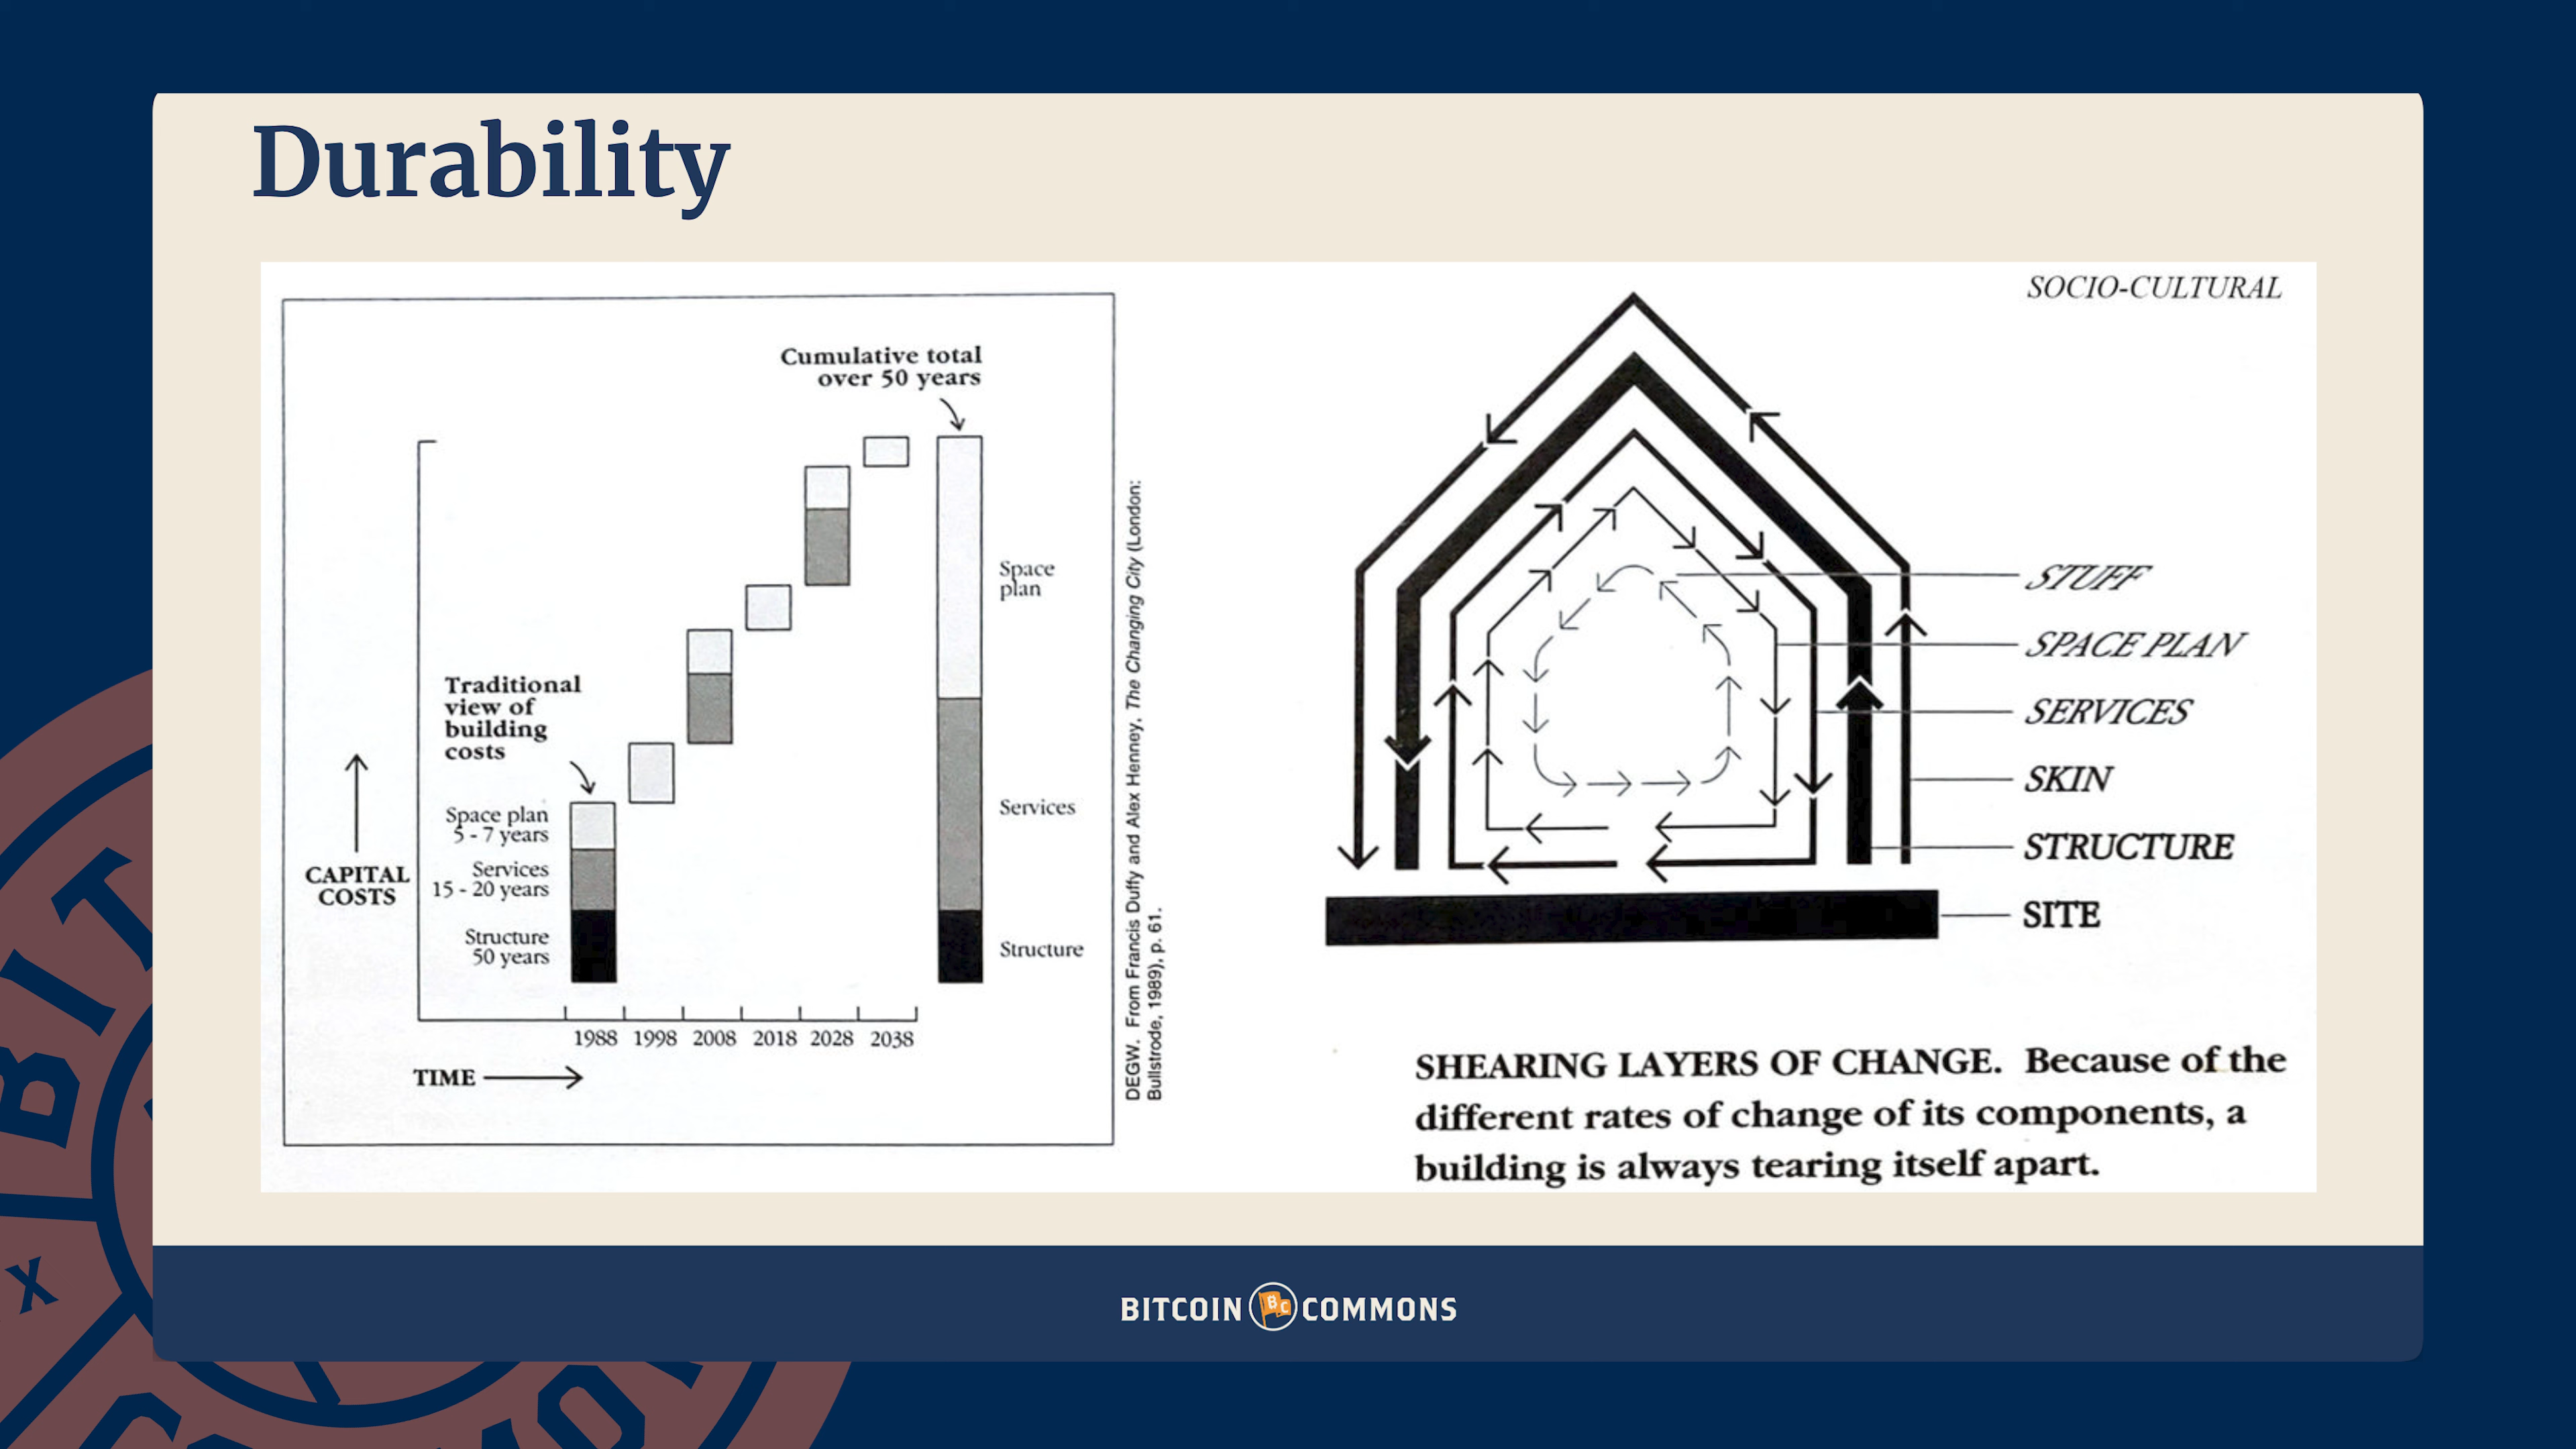 Durability
Cumulative total
over 50 years
Traditional
view of
building
costs
Space plan
5 - 7 years
Services
15 - 20 years
Structure
50 years
CAPITAL
COSTS
Space
plan
Services
Structure
1988 1998 2008 2018 2028 2038
TIME
DEGW. From Francis Duffy and Alex Henney, The Changing City (London:
Bullstrode, 1989), p. 61.
SOCIO-CULTURAL
STUFF
SPACE PLAN
SERVICES
SKIN
STRUCTURE
SITE
SHEARING LAYERS OF CHANGE. Because of the
different rates of change of its components, a
building is always tearing itself apart.
BITCOIN BC COMMONS
BIT
X